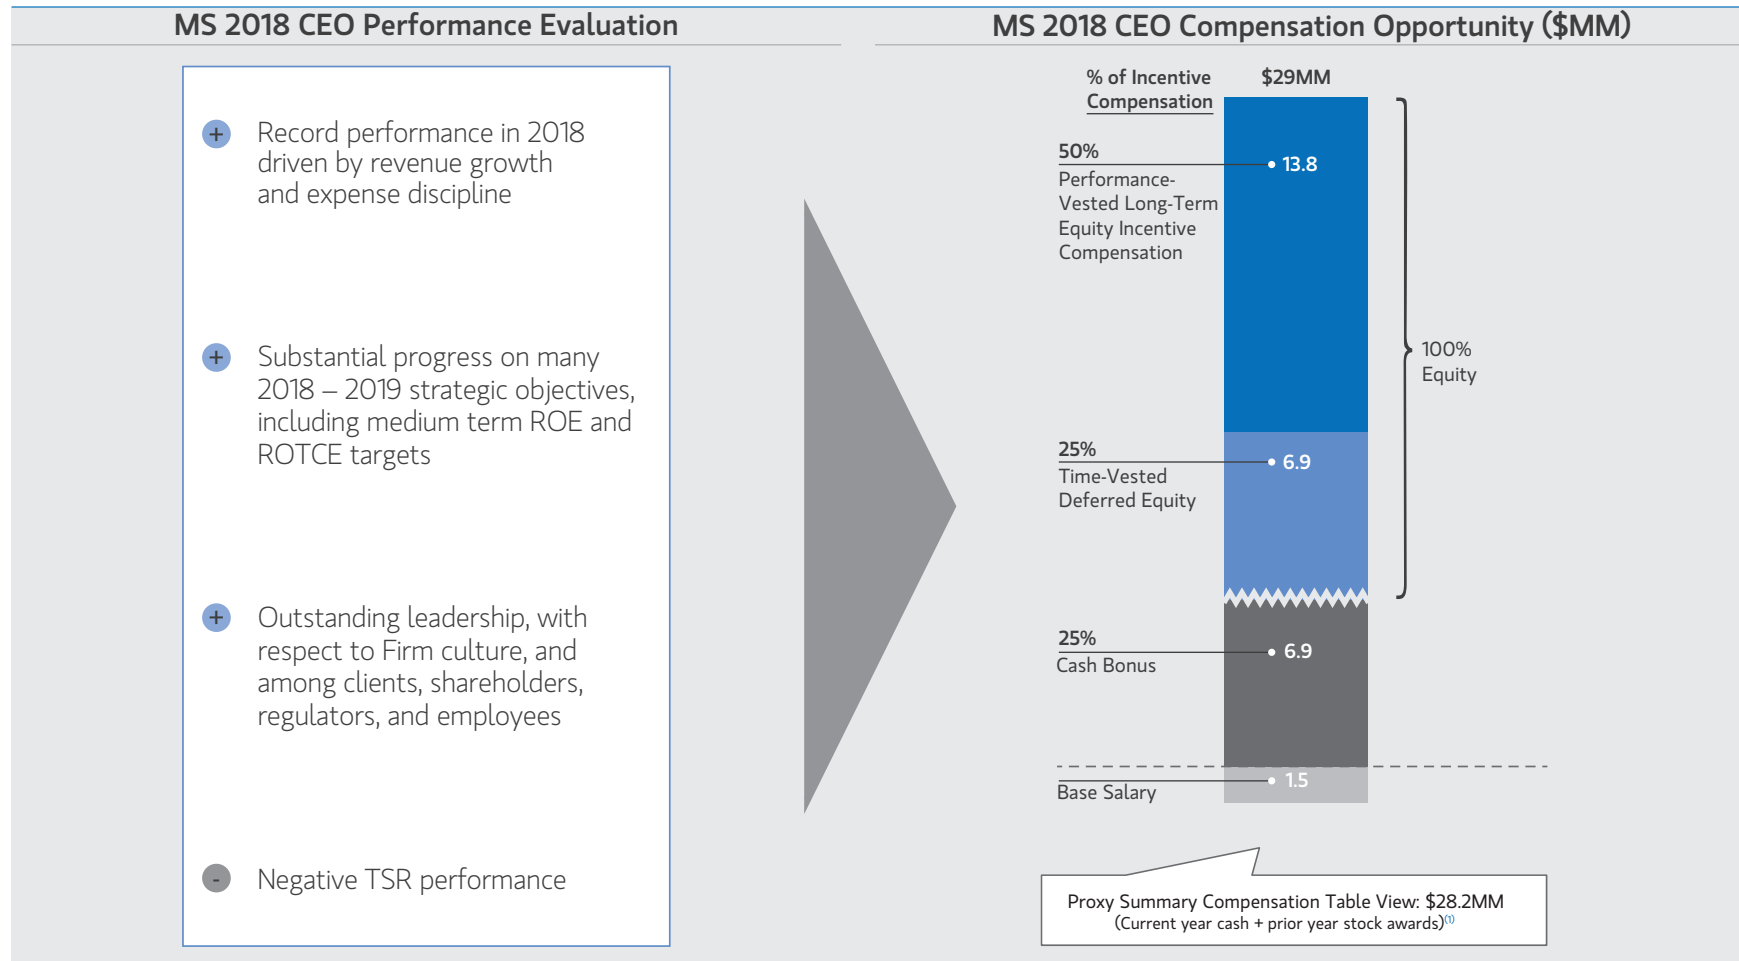 MS 2018 CEO Performance Evaluation
+ Record performance in 2018
driven by revenue growth
and expense discipline
+ Substantial progress on many
2018 – 2019 strategic objectives,
including medium term ROE and
ROTCE targets
+ Outstanding leadership, with
respect to Firm culture, and
among clients, shareholders,
regulators, and employees
- Negative TSR performance
MS 2018 CEO Compensation Opportunity ($MM)
% of Incentive
Compensation
$29MM
50%
13.8
Performance-
Vested Long-Term
Equity Incentive
Compensation
100%
Equity
25%
6.9
Time-Vested
Deferred Equity
25%
6.9
Cash Bonus
1.5
Base Salary
Proxy Summary Compensation Table View: $28.2MM
(Current year cash + prior year stock awards)(1)